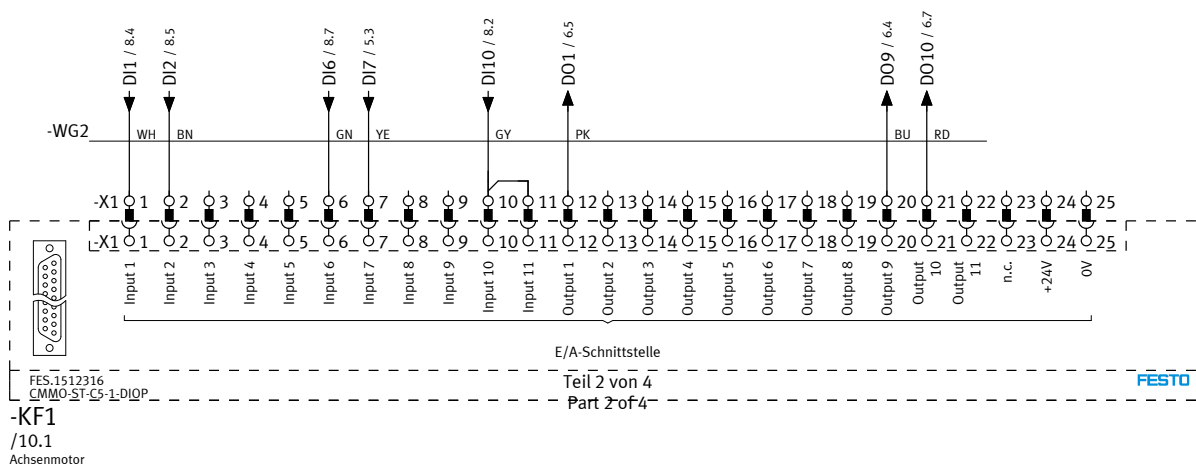 DI1 / 8.4
DI2 / 8.5
DI6 / 8.7
DI7 / 5.3
DI10 / 8.2
DO1 / 6.5
DO9 / 6.4
DO10 / 6.7
-WG2
WH
BN
GN
YE
GY
PK
BU
RD
-X1 1 2 3 4 5 6 7 8 9 10 11 12 13 14 15 16 17 18 19 20 21 22 23 24 25
-X1 1 2 3 4 5 6 7 8 9 10 11 12 13 14 15 16 17 18 19 20 21 22 23 24 25
Input 1
Input 2
Input 3
Input 4
Input 5
Input 6
Input 7
Input 8
Input 9
Input 10
Input 11
Output 1
Output 2
Output 3
Output 4
Output 5
Output 6
Output 7
Output 8
Output 9
Output
10
Output
11
n.c.
+24V
0V
E/A-Schnittstelle
FES.1512316
CMMO-ST-C5-1-DIOP
Teil 2 von 4
Part 2 of 4
FESTO
-KF1
/10.1
Achsenmotor